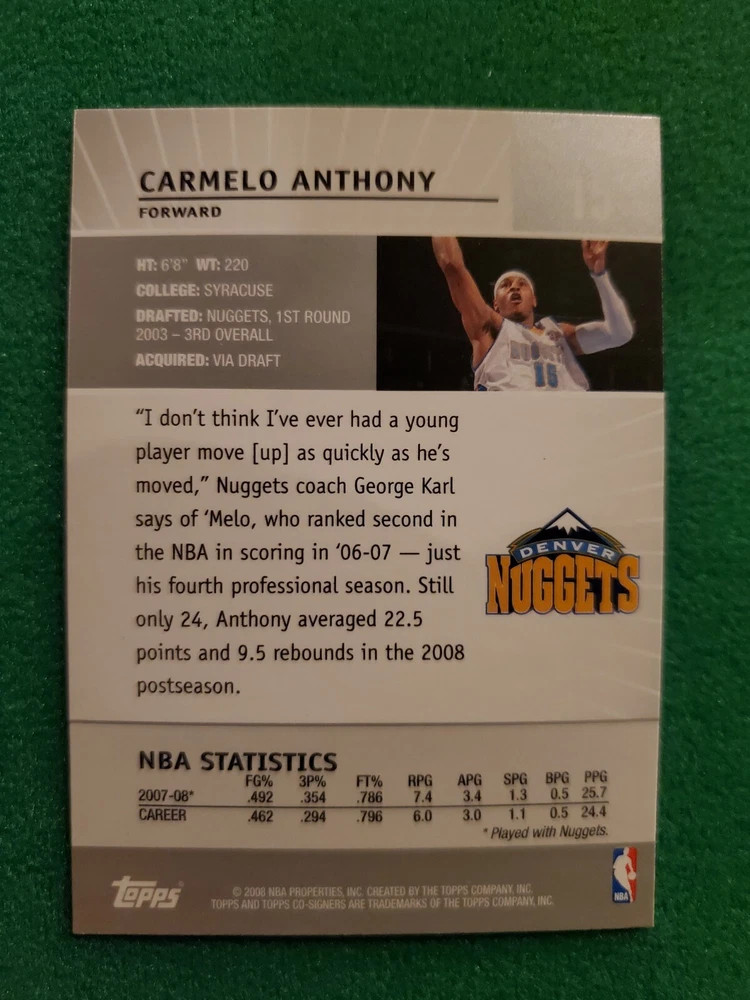 15
CARMELO ANTHONY
FORWARD
HT: 6'8" WT: 220
COLLEGE: SYRACUSE
DRAFTED: NUGGETS, 1ST ROUND
2003 – 3RD OVERALL
ACQUIRED: VIA DRAFT
NUGGETS
15
“I don’t think I’ve ever had a young
player move [up] as quickly as he’s
moved,” Nuggets coach George Karl
says of ‘Melo, who ranked second in
the NBA in scoring in ‘06-07 — just
his fourth professional season. Still
only 24, Anthony averaged 22.5
points and 9.5 rebounds in the 2008
postseason.
DENVER
NUGGETS
NBA STATISTICS
FG% 3P% FT% RPG APG SPG BPG PPG
2007-08* .492 .354 .786 7.4 3.4 1.3 0.5 25.7
CAREER .462 .294 .796 6.0 3.0 1.1 0.5 24.4
* Played with Nuggets.
topps
© 2008 NBA PROPERTIES, INC. CREATED BY THE TOPPS COMPANY, INC.
TOPPS AND TOPPS CO-SIGNERS ARE TRADEMARKS OF THE TOPPS COMPANY, INC.
NBA